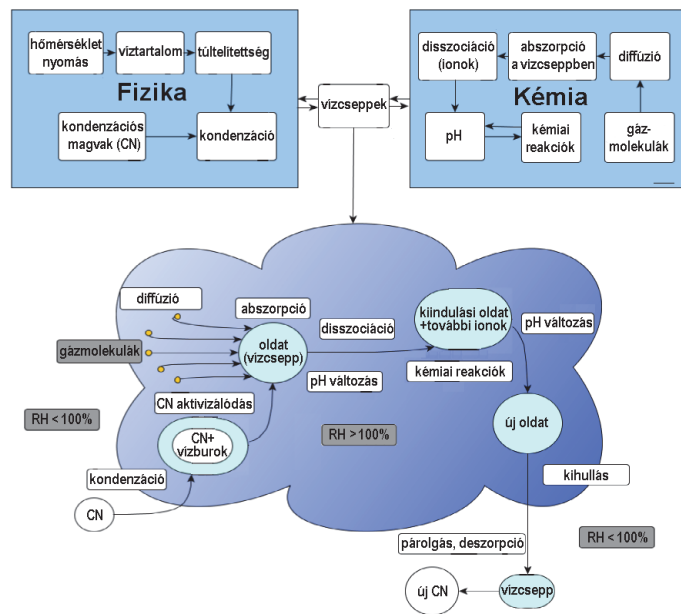 hőmérséklet
nyomás
víztartalom
túltelítettség
Fizika
kondenzációs
magvak (CN)
kondenzáció
vízcseppek
disszociáció
(ionok)
abszorpció
a vízcseppben
diffúzió
Kémia
pH
kémiai
reakciók
gáz-
molekulák
diffúzió
abszorpció
gázmolekulák
oldat
(vízcsepp)
disszociáció
kiindulási oldat
+további ionok
pH változás
pH változás
kémiai reakciók
CN aktivizálódás
RH < 100%
CN+
vízburok
RH > 100%
új oldat
kondenzáció
kihullás
CN
RH < 100%
párolgás, deszorpció
új CN
vízcsepp